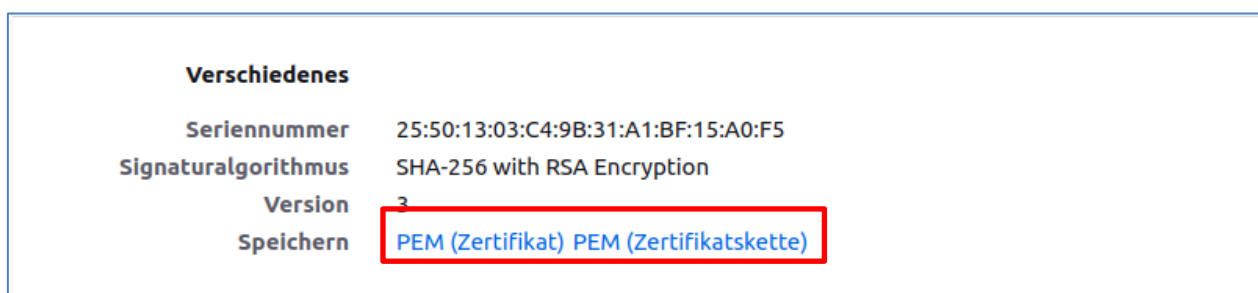 Verschiedenes
Seriennummer 25:50:13:03:C4:9B:31:A1:BF:15:A0:F5
Signaturalgorithmus SHA-256 with RSA Encryption
Version 3
Speichern PEM (Zertifikat) PEM (Zertifikatskette)